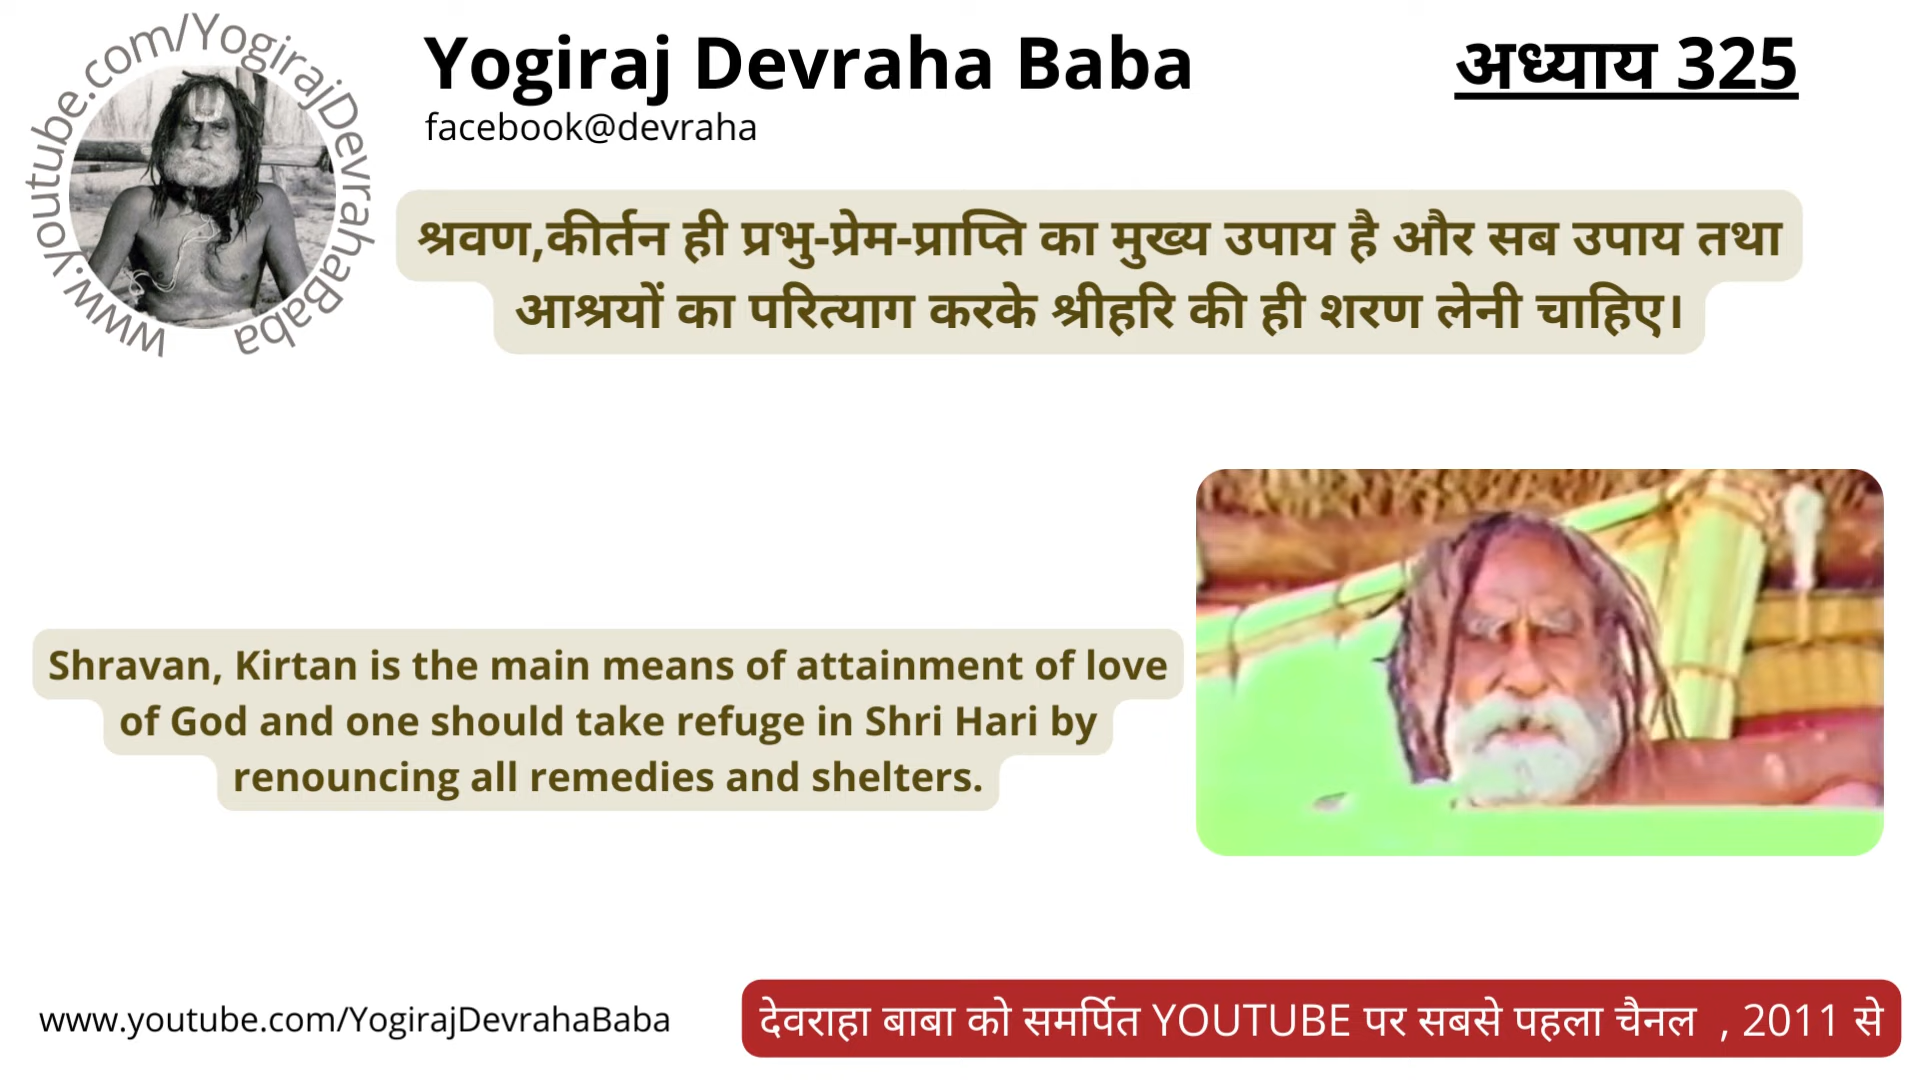 www.youtube.com/YogirajDevrahaBaba
Yogiraj Devraha Baba
अध्याय 325
facebook@devraha
श्रवण,कीर्तन ही प्रभु-प्रेम-प्राप्ति का मुख्य उपाय है और सब उपाय तथा
आश्रयों का परित्याग करके श्रीहरि की ही शरण लेनी चाहिए।
Shravan, Kirtan is the main means of attainment of love
of God and one should take refuge in Shri Hari by
renouncing all remedies and shelters.
www.youtube.com/YogirajDevrahaBaba
देवराहा बाबा को समर्पित YOUTUBE पर सबसे पहला चैनल , 2011 से